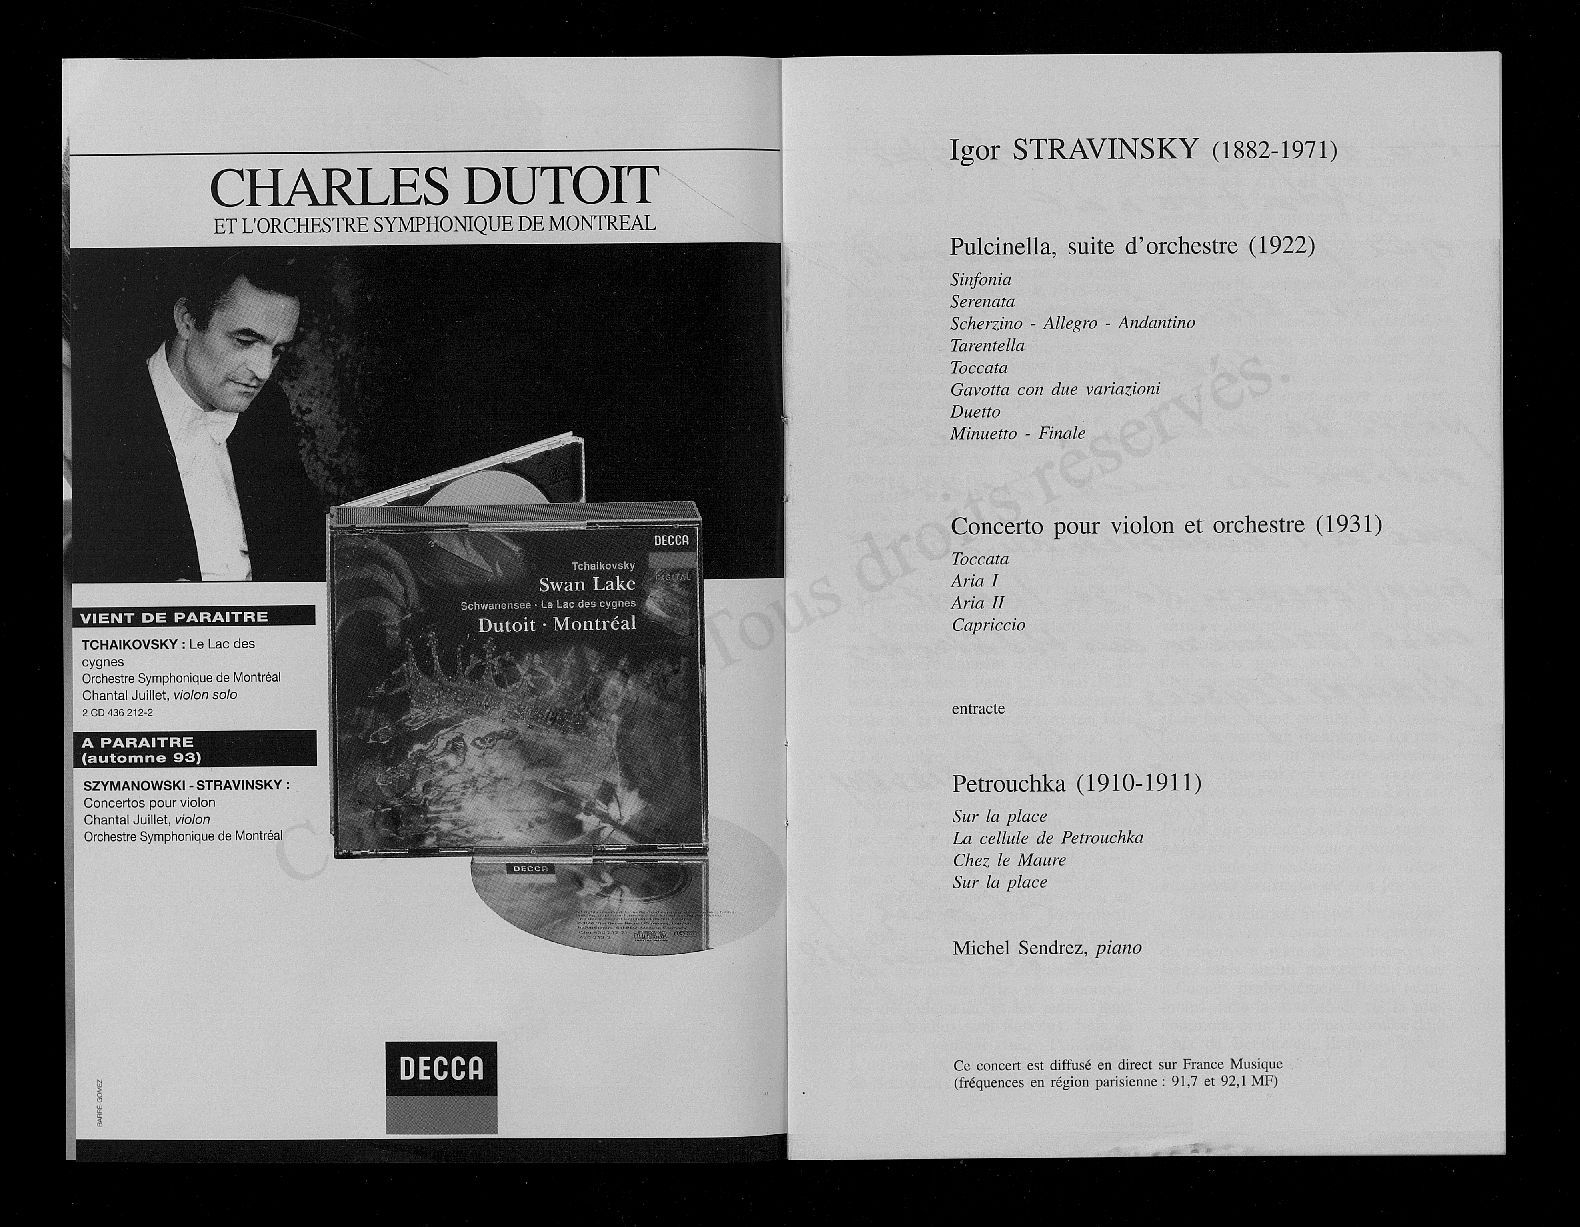 CHARLES DUTOIT
ET L'ORCHESTRE SYMPHONIQUE DE MONTREAL
DECCA
Tchaikovsky
Swan Lake
DIGITAL
Schwanensee · Le Lac des cygnes
Dutoit · Montréal
VIENT DE PARAITRE
TCHAIKOVSKY : Le Lac des
cygnes
Orchestre Symphonique de Montréal
Chantal Juillet, violon solo
2 CD 436 212-2
A PARAITRE
(automne 93)
SZYMANOWSKI - STRAVINSKY :
Concertos pour violon
Chantal Juillet, violon
Orchestre Symphonique de Montréal
DECCA
DECCA
BARRE GOMEZ
Igor STRAVINSKY (1882-1971)
Pulcinella, suite d'orchestre (1922)
Sinfonia
Serenata
Scherzino - Allegro - Andantino
Tarentella
Toccata
Gavotta con due variazioni
Duetto
Minuetto - Finale
Concerto pour violon et orchestre (1931)
Toccata
Aria I
Aria II
Capriccio
entracte
Petrouchka (1910-1911)
Sur la place
La cellule de Petrouchka
Chez le Maure
Sur la place
Michel Sendrez, piano
Ce concert est diffusé en direct sur France Musique
(fréquences en région parisienne : 91,7 et 92,1 MF)
Tous droits réservés.